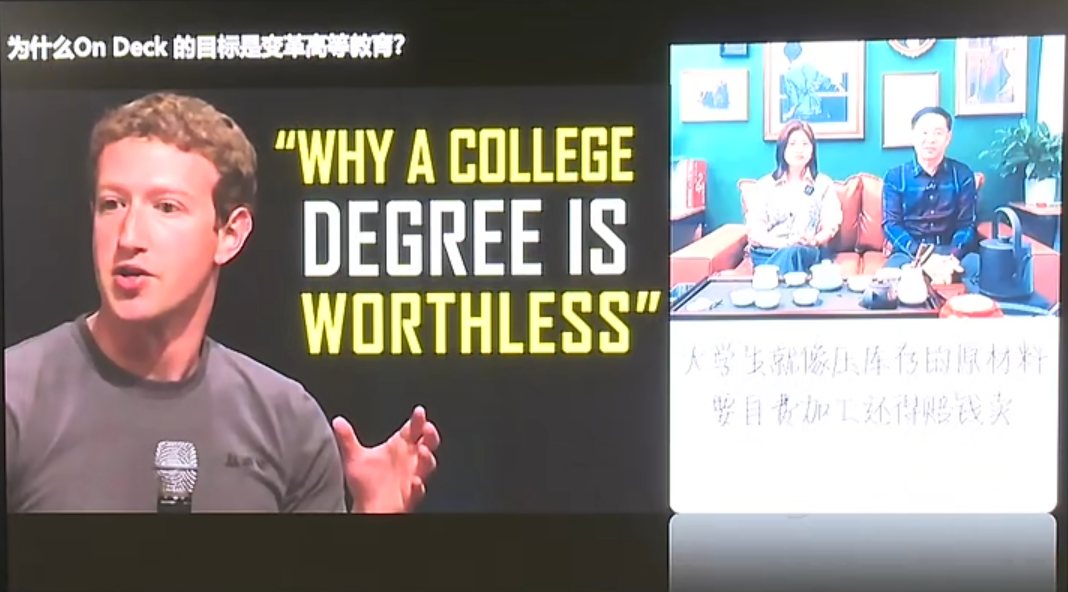 为什么On Deck 的目标是变革高等教育?
“WHY A COLLEGE
DEGREE IS
WORTHLESS”
大学生就像压库存的原材料
要自费加工还得赔钱卖